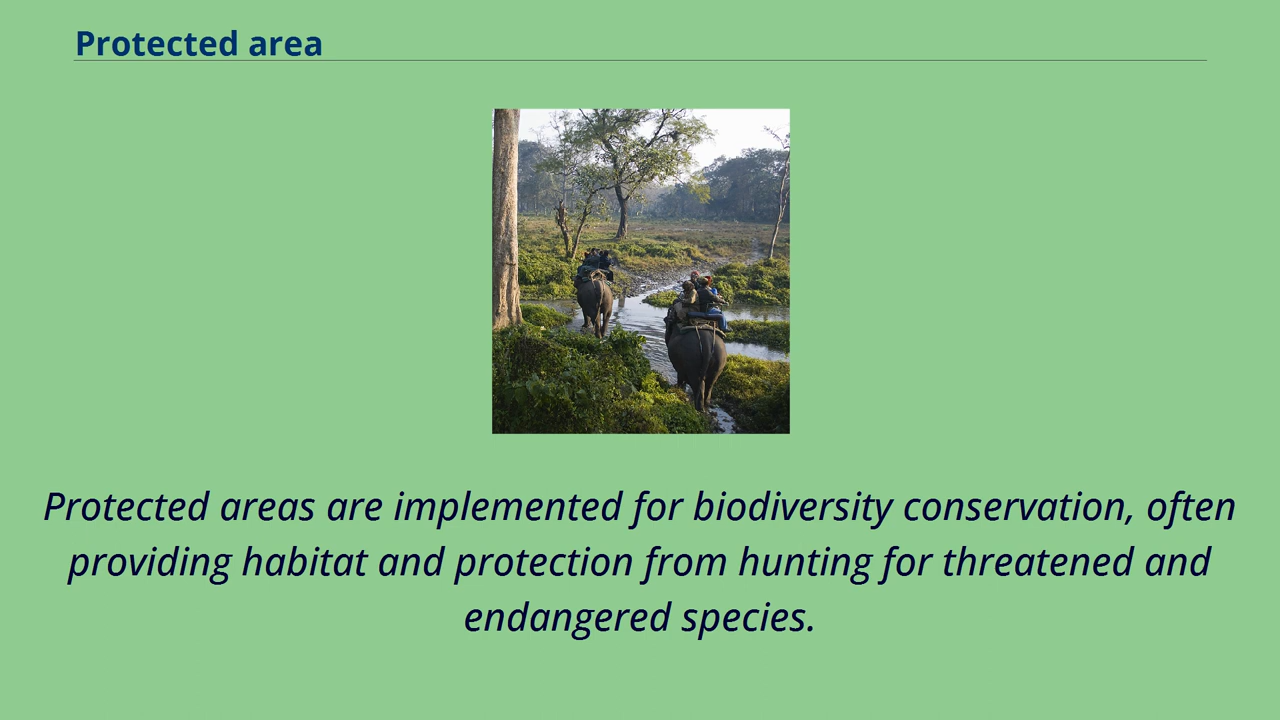 Protected area
Protected areas are implemented for biodiversity conservation, often
providing habitat and protection from hunting for threatened and
endangered species.